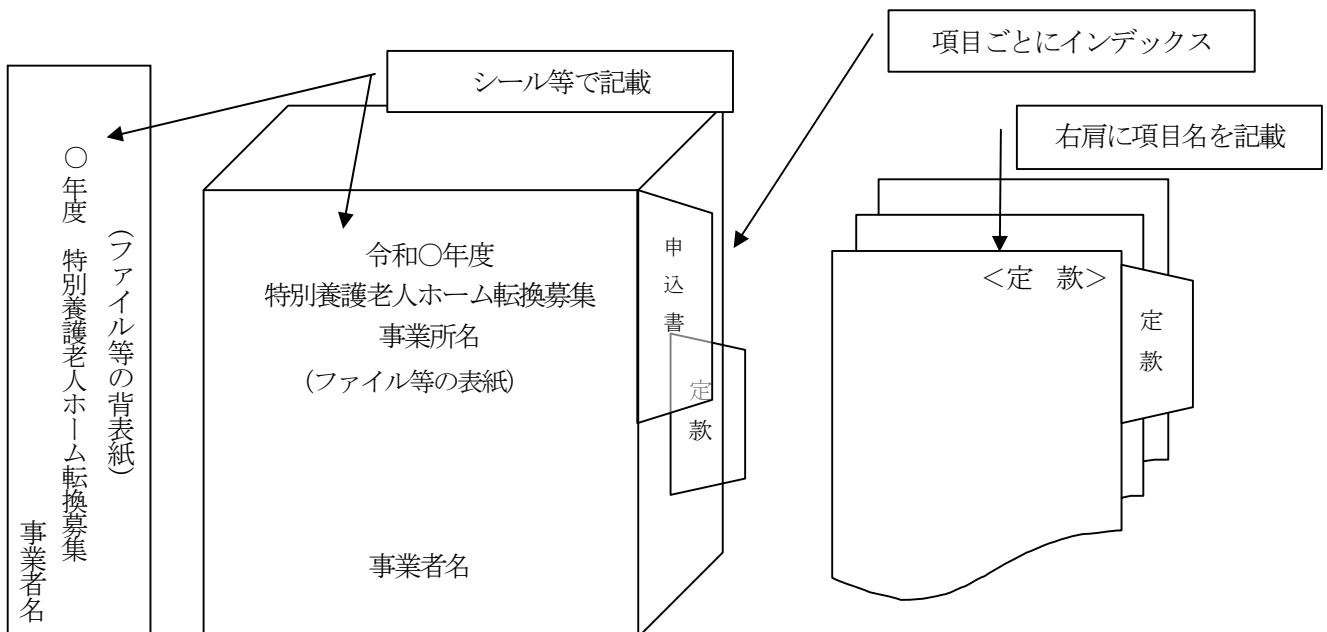 項目ごとにインデックス
シール等で記載
右肩に項目名を記載
(ファイル等の背表紙)
〇年度　特別養護老人ホーム転換募集
事業者名
令和〇年度
特別養護老人ホーム転換募集
事業所名
(ファイル等の表紙)
事業者名
申込書
定款
＜定　款＞
定款